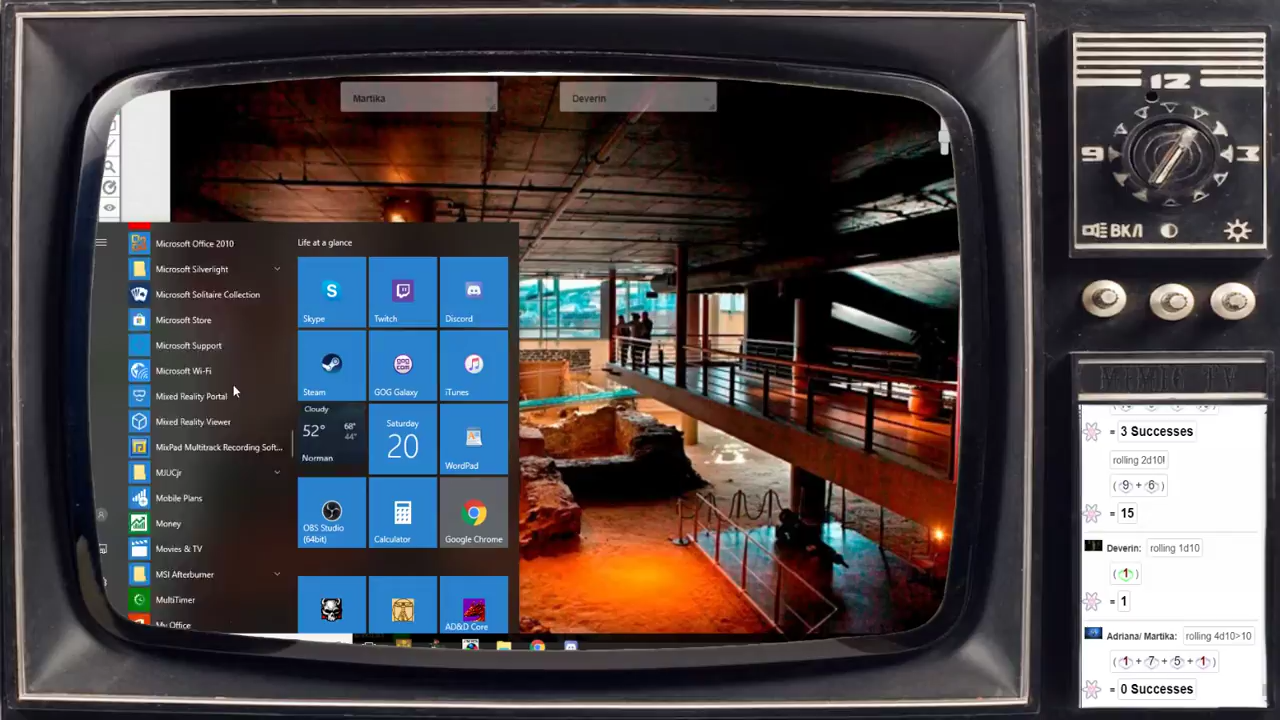 Martika
Deverin
Microsoft Office 2010
Microsoft Silverlight
Microsoft Solitaire Collection
Microsoft Store
Microsoft Support
Microsoft Wi-Fi
Mixed Reality Portal
Mixed Reality Viewer
MixPad Multitrack Recording Soft...
MJUCjr
Mobile Plans
Money
Movies & TV
MSI Afterburner
MultiTimer
My Office
Life at a glance
Skype
Twitch
Discord
Steam
GOG.COM
GOG Galaxy
iTunes
Cloudy
52°
68°
44°
Norman
Saturday
20
WordPad
OBS Studio
(64bit)
Calculator
Google Chrome
AD&D Core
12
9
3
ВКЛ
= 3 Successes
rolling 2d10
(9 + 6)
= 15
Deverin: rolling 1d10
(1)
= 1
Adriana/ Martika: rolling 4d10>10
(1 + 7 + 5 + 1)
= 0 Successes